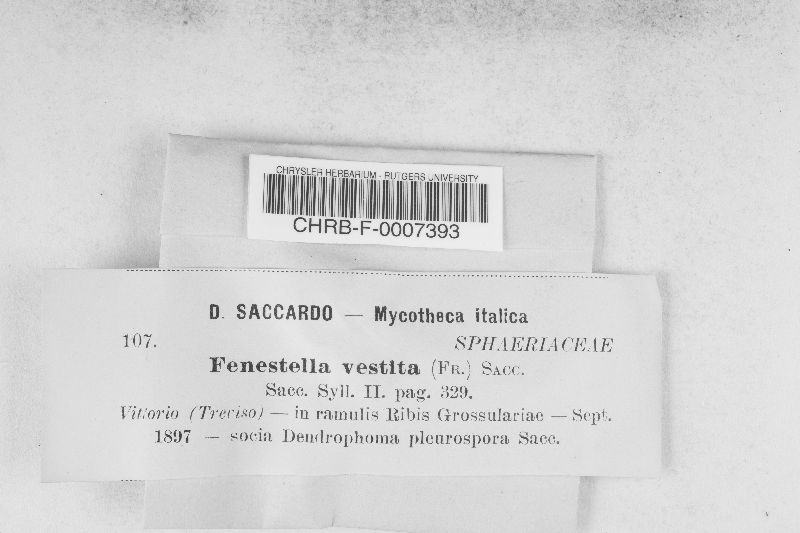 CHRYSLER HERBARIUM - RUTGERS UNIVERSITY
CHRB-F-0007393
D. SACCARDO — Mycotheca italica
107.
SPHAERIACEAE
Fenestella vestita (FR.) SACC.
Sacc. Syll. II. pag. 329.
Vittorio (Treviso) — in ramulis Ribis Grossulariae — Sept.
1897 — socia Dendrophoma pleurospora Sacc.